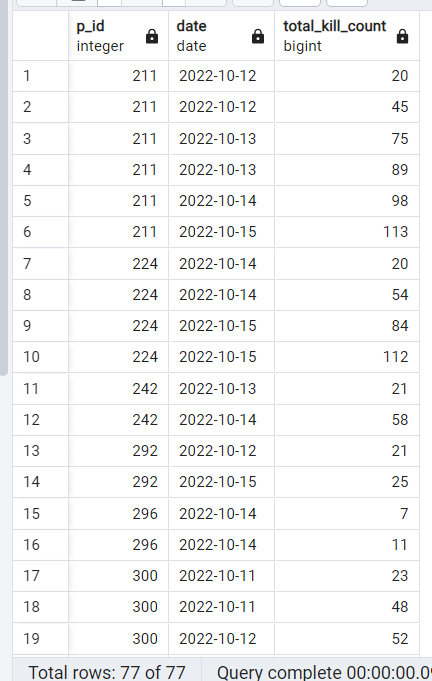 p_id date total_kill_count
integer date bigint
1 211 2022-10-12 20
2 211 2022-10-12 45
3 211 2022-10-13 75
4 211 2022-10-13 89
5 211 2022-10-14 98
6 211 2022-10-15 113
7 224 2022-10-14 20
8 224 2022-10-14 54
9 224 2022-10-15 84
10 224 2022-10-15 112
11 242 2022-10-13 21
12 242 2022-10-14 58
13 292 2022-10-12 21
14 292 2022-10-15 25
15 296 2022-10-14 7
16 296 2022-10-14 11
17 300 2022-10-11 23
18 300 2022-10-11 48
19 300 2022-10-12 52
Total rows: 77 of 77 Query complete 00:00:00.09